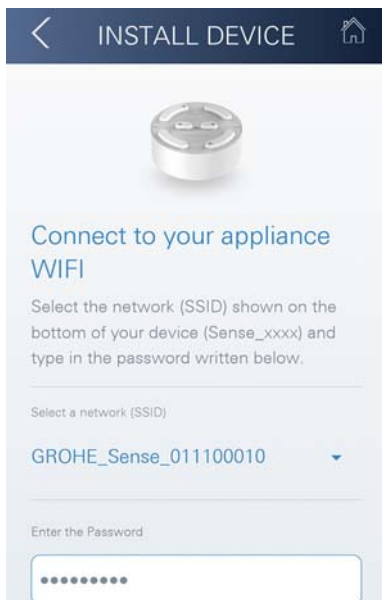 INSTALL DEVICE
Connect to your appliance
WIFI
Select the network (SSID) shown on the
bottom of your device (Sense_xxxx) and
type in the password written below.
Select a network (SSID)
GROHE_Sense_011100010
Enter the Password
•••••••••